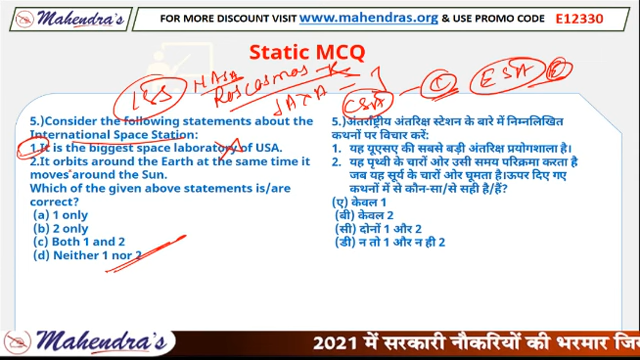 Mahendra's
FOR MORE DISCOUNT VISIT www.mahendras.org & USE PROMO CODE E12330
Static MCQ
ISS NASA
Roscosmos - R
JAXA = J
CSA - C ESA E
5.)Consider the following statements about the
International Space Station:
1.It is the biggest space laboratory of USA.
2.It orbits around the Earth at the same time it
moves around the Sun.
Which of the given above statements is/are
correct?
(a) 1 only
(b) 2 only
(c) Both 1 and 2
(d) Neither 1 nor 2
5.)अंतर्राष्ट्रीय अंतरिक्ष स्टेशन के बारे में निम्नलिखित
कथनों पर विचार करें:
1. यह यूएसए की सबसे बड़ी अंतरिक्ष प्रयोगशाला है।
2. यह पृथ्वी के चारों ओर उसी समय परिक्रमा करता है
जब यह सूर्य के चारों ओर घूमता है।ऊपर दिए गए
कथनों में से कौन-सा/से सही है/हैं?
(ए) केवल 1
(बी) केवल 2
(सी) दोनों 1 और 2
(डी) न तो 1 और न ही 2
Mahendra's
2021 में सरकारी नौकरियों की भरमार